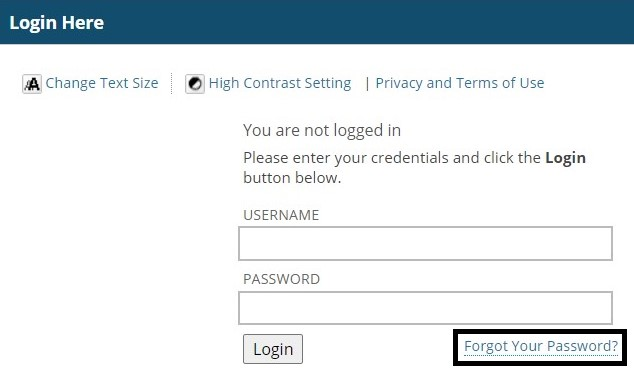 Login Here
Change Text Size High Contrast Setting | Privacy and Terms of Use
You are not logged in
Please enter your credentials and click the Login
button below.
USERNAME
PASSWORD
Login Forgot Your Password?